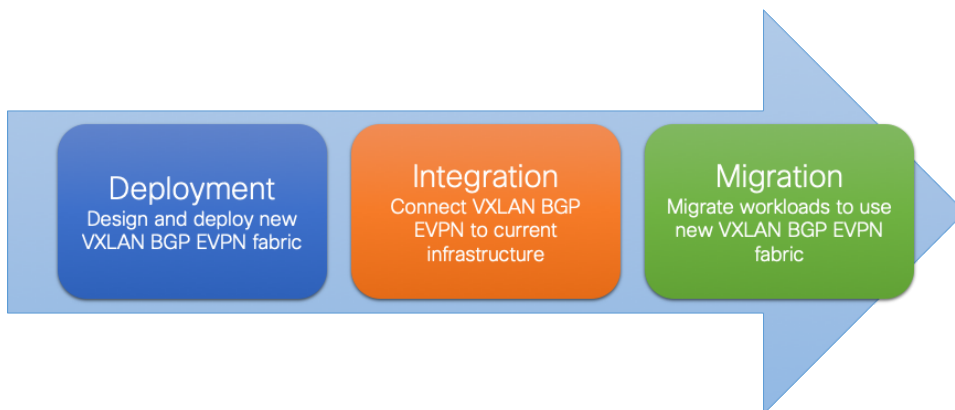 Deployment
Design and deploy new
VXLAN BGP EVPN fabric
Integration
Connect VXLAN BGP
EVPN to current
infrastructure
Migration
Migrate workloads to use
new VXLAN BGP EVPN
fabric